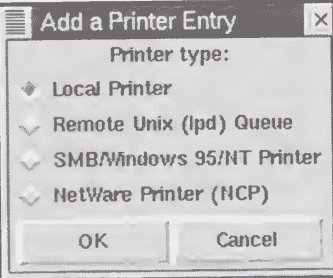 Add a Printer Entry
Printer type:
Local Printer
Remote Unix (lpd) Queue
SMB/Windows 95/NT Printer
NetWare Printer (NCP)
OK
Cancel